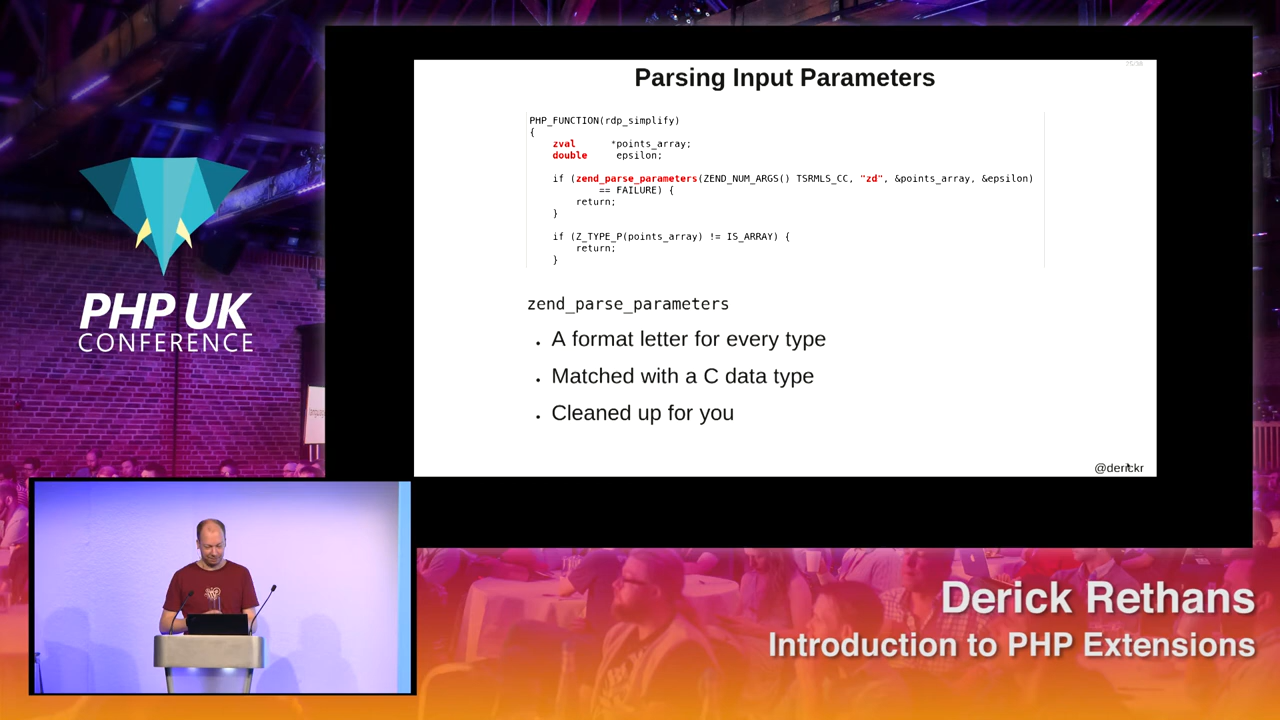 25/38
Parsing Input Parameters
PHP_FUNCTION(rdp_simplify)
{
    zval      *points_array;
    double     epsilon;

    if (zend_parse_parameters(ZEND_NUM_ARGS() TSRMLS_CC, "zd", &points_array, &epsilon)
            == FAILURE) {
        return;
    }

    if (Z_TYPE_P(points_array) != IS_ARRAY) {
        return;
    }
zend_parse_parameters
• A format letter for every type
• Matched with a C data type
• Cleaned up for you
@derickr
PHP UK
CONFERENCE
Derick Rethans
Introduction to PHP Extensions